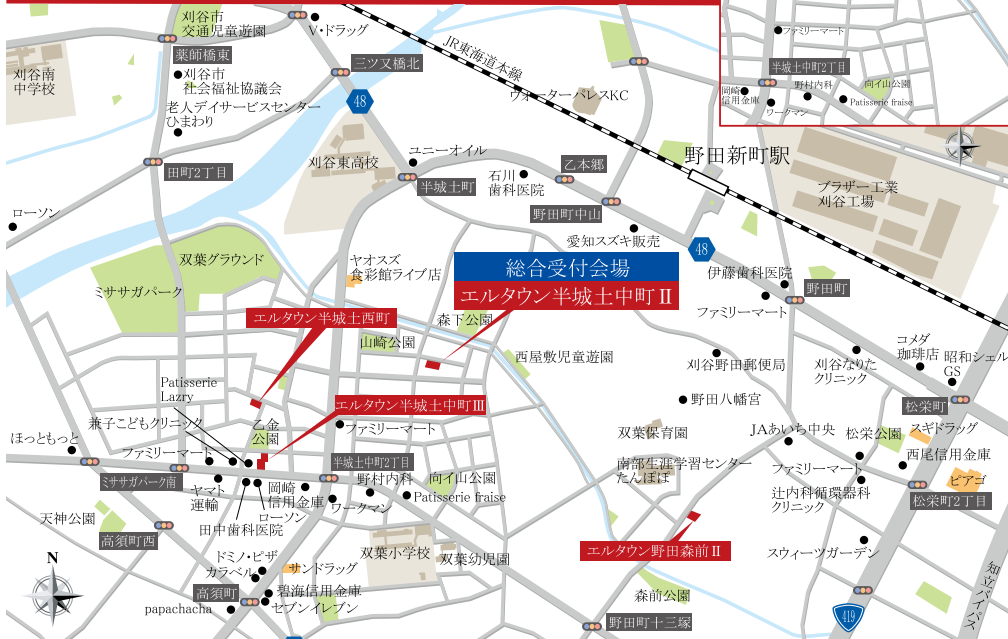 刈谷市
交通児童遊園
V・ドラッグ
薬師橋東
刈谷南
中学校
刈谷市
社会福祉協議会
老人デイサービスセンター
ひまわり
三ツ又橋北
48
JR東海道本線
ウォーターパレスKC
ファミリーマート
半城土中町2丁目
岡崎
信用金庫
野村内科
ワークマン
向イ山公園
Patisserie fraise
刈谷東高校
ユニーオイル
半城土町
石川
歯科医院
乙本郷
野田町中山
愛知スズキ販売
野田新町駅
ブラザー工業
刈谷工場
田町2丁目
ローソン
双葉グラウンド
ミササガパーク
ヤオスズ
食彩館ライブ店
総合受付会場
エルタウン半城土中町Ⅱ
48
伊藤歯科医院
野田町
ファミリーマート
エルタウン半城土西町
森下公園
山崎公園
西屋敷児童遊園
刈谷野田郵便局
刈谷なりた
クリニック
コメダ
珈琲店
昭和シェル
GS
松栄町
Patisserie
Lazry
兼子こどもクリニック
乙金
公園
エルタウン半城土中町Ⅲ
ファミリーマート
野田八幡宮
双葉保育園
JAあいち中央
松栄公園
スギドラッグ
西尾信用金庫
ほっともっと
ファミリーマート
半城土中町2丁目
ミササガパーク南
ヤマト
運輸
岡崎
信用金庫
野村内科
向イ山公園
ワークマン
Patisserie fraise
南部生涯学習センター
たんぽぽ
ファミリーマート
辻内科循環器科
クリニック
ピアゴ
松栄町2丁目
ローソン
田中歯科医院
天神公園
高須町西
双葉小学校
双葉幼児園
エルタウン野田森前Ⅱ
スウィーツガーデン
ドミノ・ピザ
カラベル
サンドラッグ
高須町
碧海信用金庫
セブンイレブン
papachacha
森前公園
野田町十三塚
知立バイパス
419
N